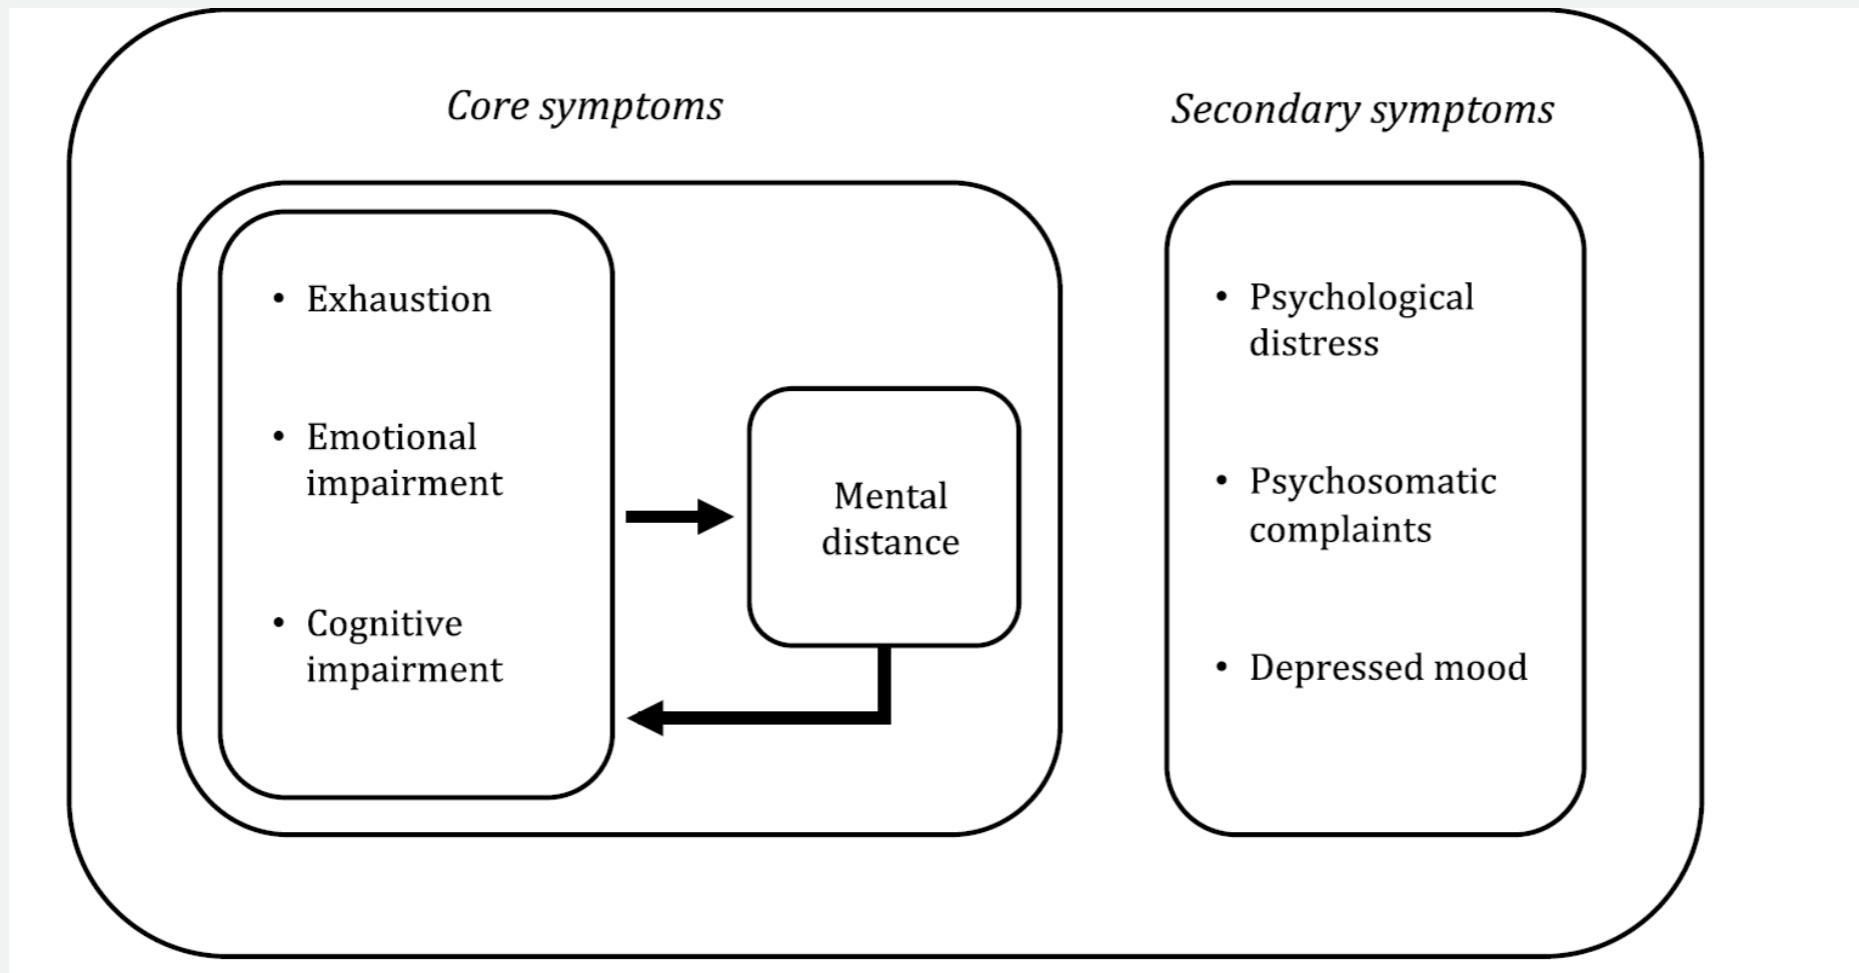 Core symptoms
• Exhaustion
• Emotional
impairment
• Cognitive
impairment
Mental
distance
Secondary symptoms
• Psychological
distress
• Psychosomatic
complaints
• Depressed mood